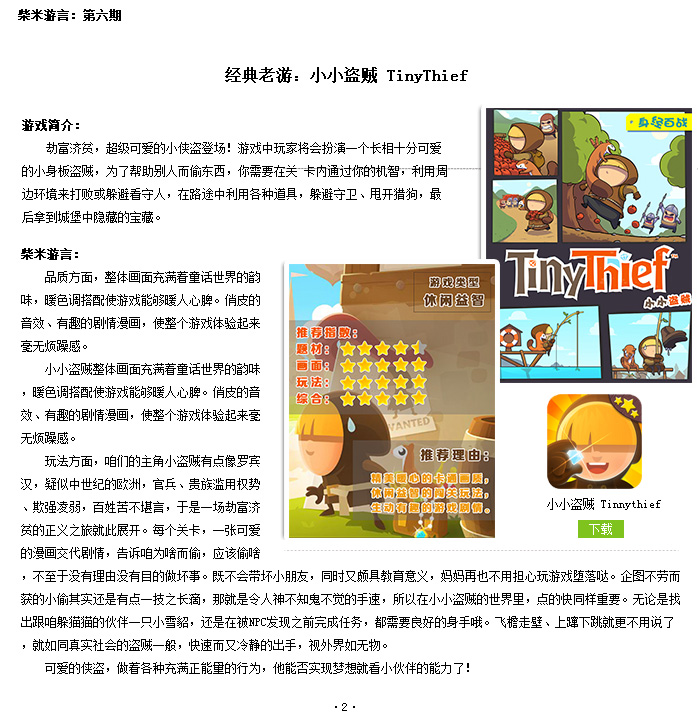 柴米游言：第六期
经典老游：小小盗贼 TinyThief
游戏简介：
劫富济贫，超级可爱的小侠盗登场！游戏中玩家将会扮演一个长相十分可爱
的小身板盗贼，为了帮助别人而偷东西，你需要在关 卡内通过你的机智，利用周
边环境来打败或躲避看守人，在路途中利用各种道具，躲避守卫、甩开猎狗，最
后拿到城堡中隐藏的宝藏。
身经百战
TinyThief
小小盗贼
柴米游言：
品质方面，整体画面充满着童话世界的韵
味，暖色调搭配使游戏能够暖人心脾。俏皮的
音效、有趣的剧情漫画，使整个游戏体验起来
毫无烦躁感。
小小盗贼整体画面充满着童话世界的韵味
，暖色调搭配使游戏能够暖人心脾。俏皮的音
效、有趣的剧情漫画，使整个游戏体验起来毫
无烦躁感。
玩法方面，咱们的主角小盗贼有点像罗宾
汉，疑似中世纪的欧洲，官兵、贵族滥用权势
、欺强凌弱，百姓苦不堪言，于是一场劫富济
贫的正义之旅就此展开。每个关卡，一张可爱
的漫画交代剧情，告诉咱为啥而偷，应该偷啥
，不至于没有理由没有目的做坏事。既不会带坏小朋友，同时又颇具教育意义，妈妈再也不用担心玩游戏堕落哒。企图不劳而
获的小偷其实还是有点一技之长滴，那就是令人神不知鬼不觉的手速，所以在小小盗贼的世界里，点的快同样重要。无论是找
出跟咱躲猫猫的伙伴一只小雪貂，还是在被NPC发现之前完成任务，都需要良好的身手哦。飞檐走壁、上蹿下跳就更不用说了
，就如同真实社会的盗贼一般，快速而又冷静的出手，视外界如无物。
可爱的侠盗，做着各种充满正能量的行为，他能否实现梦想就看小伙伴的能力了！
游戏类型
休闲益智
推荐指数：
题材：
画面：
玩法：
综合：
WANTED
推荐理由：
精美暖心的卡通画质，
休闲益智的闯关玩法，
生动有趣的游戏剧情。
小小盗贼 Tinnythief
下载
·2·